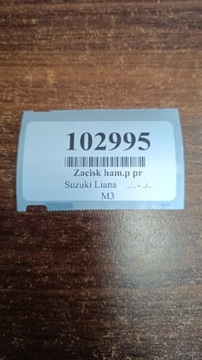 102995
Zacisk ham.p pr
Suzuki Liana ../.. - ../..
M3